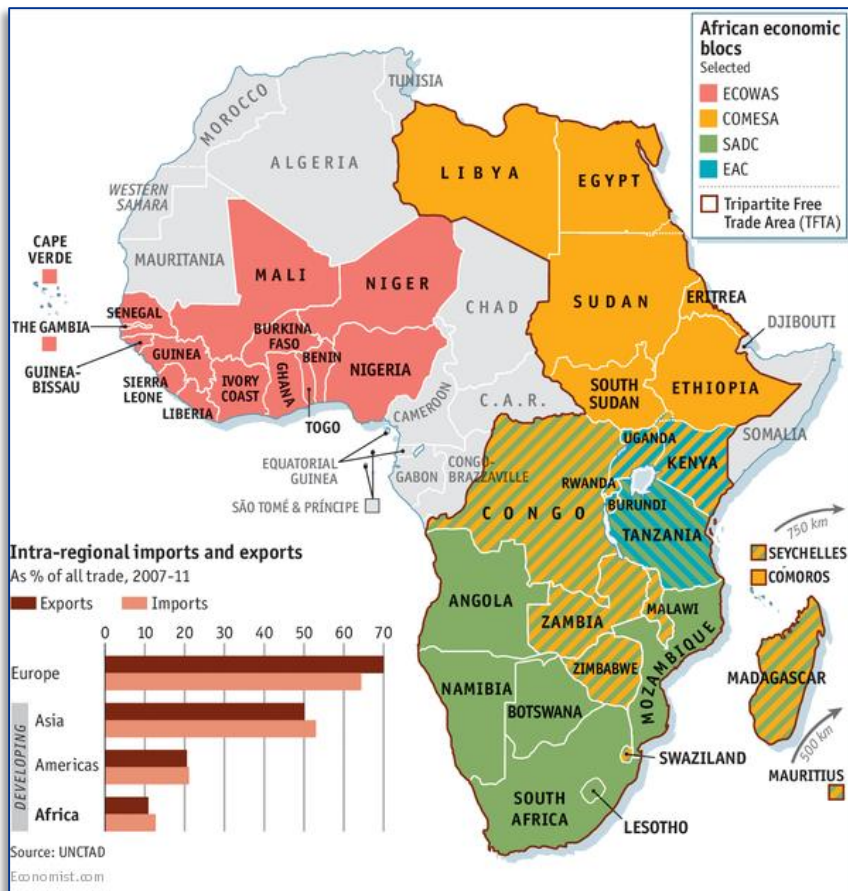 African economic
blocs
Selected
ECOWAS
COMESA
SADC
EAC
Tripartite Free
Trade Area (TFTA)
TUNISIA
MOROCCO
ALGERIA
LIBYA
EGYPT
WESTERN
SAHARA
CAPE
VERDE
MAURITANIA
MALI
NIGER
CHAD
SUDAN
ERITREA
DJIBOUTI
SENEGAL
THE GAMBIA
GUINEA-
BISSAU
GUINEA
BURKINA
FASO
BENIN
NIGERIA
SIERRA
LEONE
IVORY
COAST
GHANA
LIBERIA
TOGO
CAMEROON
C.A.R.
SOUTH
SUDAN
ETHIOPIA
SOMALIA
EQUATORIAL
GUINEA
GABON
CONGO-
BRAZZAVILLE
SÃO TOMÉ & PRÍNCIPE
UGANDA
KENYA
RWANDA
BURUNDI
CONGO
TANZANIA
750 km
SEYCHELLES
COMOROS
ANGOLA
ZAMBIA
MALAWI
MOZAMBIQUE
ZIMBABWE
MADAGASCAR
NAMIBIA
BOTSWANA
500 km
MAURITIUS
SWAZILAND
SOUTH
AFRICA
LESOTHO
Intra-regional imports and exports
As % of all trade, 2007-11
Exports Imports
0 10 20 30 40 50 60 70
Europe
DEVELOPING
Asia
Americas
Africa
Source: UNCTAD
Economist.com